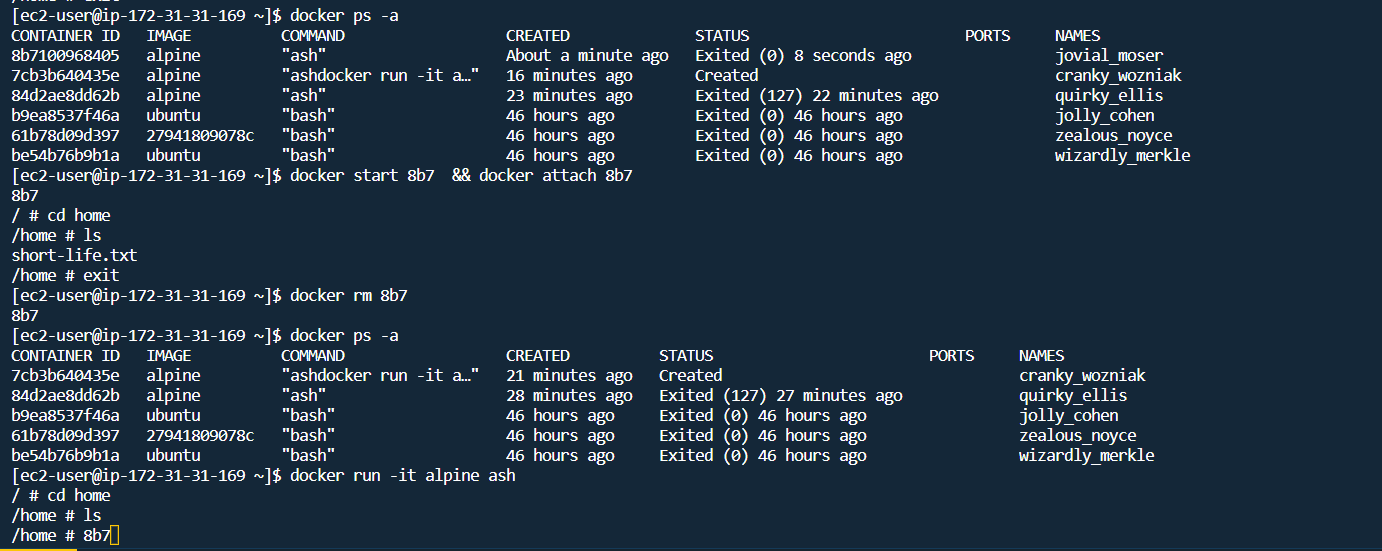 [ec2-user@ip-172-31-31-169 ~]$ docker ps -a
CONTAINER ID   IMAGE          COMMAND                  CREATED              STATUS                        PORTS     NAMES
8b7100968405   alpine         "ash"                    About a minute ago   Exited (0) 8 seconds ago                jovial_moser
7cb3b640435e   alpine         "ashdocker run -it a…"   16 minutes ago       Created                                 cranky_wozniak
84d2ae8dd62b   alpine         "ash"                    23 minutes ago       Exited (127) 22 minutes ago             quirky_ellis
b9ea8537f46a   ubuntu         "bash"                   46 hours ago         Exited (0) 46 hours ago                 jolly_cohen
61b78d09d397   27941809078c   "bash"                   46 hours ago         Exited (0) 46 hours ago                 zealous_noyce
be54b76b9b1a   ubuntu         "bash"                   46 hours ago         Exited (0) 46 hours ago                 wizardly_merkle
[ec2-user@ip-172-31-31-169 ~]$ docker start 8b7  && docker attach 8b7
8b7
/ # cd home
/home # ls
short-life.txt
/home # exit
[ec2-user@ip-172-31-31-169 ~]$ docker rm 8b7
8b7
[ec2-user@ip-172-31-31-169 ~]$ docker ps -a
CONTAINER ID   IMAGE          COMMAND                  CREATED          STATUS                        PORTS     NAMES
7cb3b640435e   alpine         "ashdocker run -it a…"   21 minutes ago   Created                                 cranky_wozniak
84d2ae8dd62b   alpine         "ash"                    28 minutes ago   Exited (127) 27 minutes ago             quirky_ellis
b9ea8537f46a   ubuntu         "bash"                   46 hours ago     Exited (0) 46 hours ago                 jolly_cohen
61b78d09d397   27941809078c   "bash"                   46 hours ago     Exited (0) 46 hours ago                 zealous_noyce
be54b76b9b1a   ubuntu         "bash"                   46 hours ago     Exited (0) 46 hours ago                 wizardly_merkle
[ec2-user@ip-172-31-31-169 ~]$ docker run -it alpine ash
/ # cd home
/home # ls
/home # 8b7